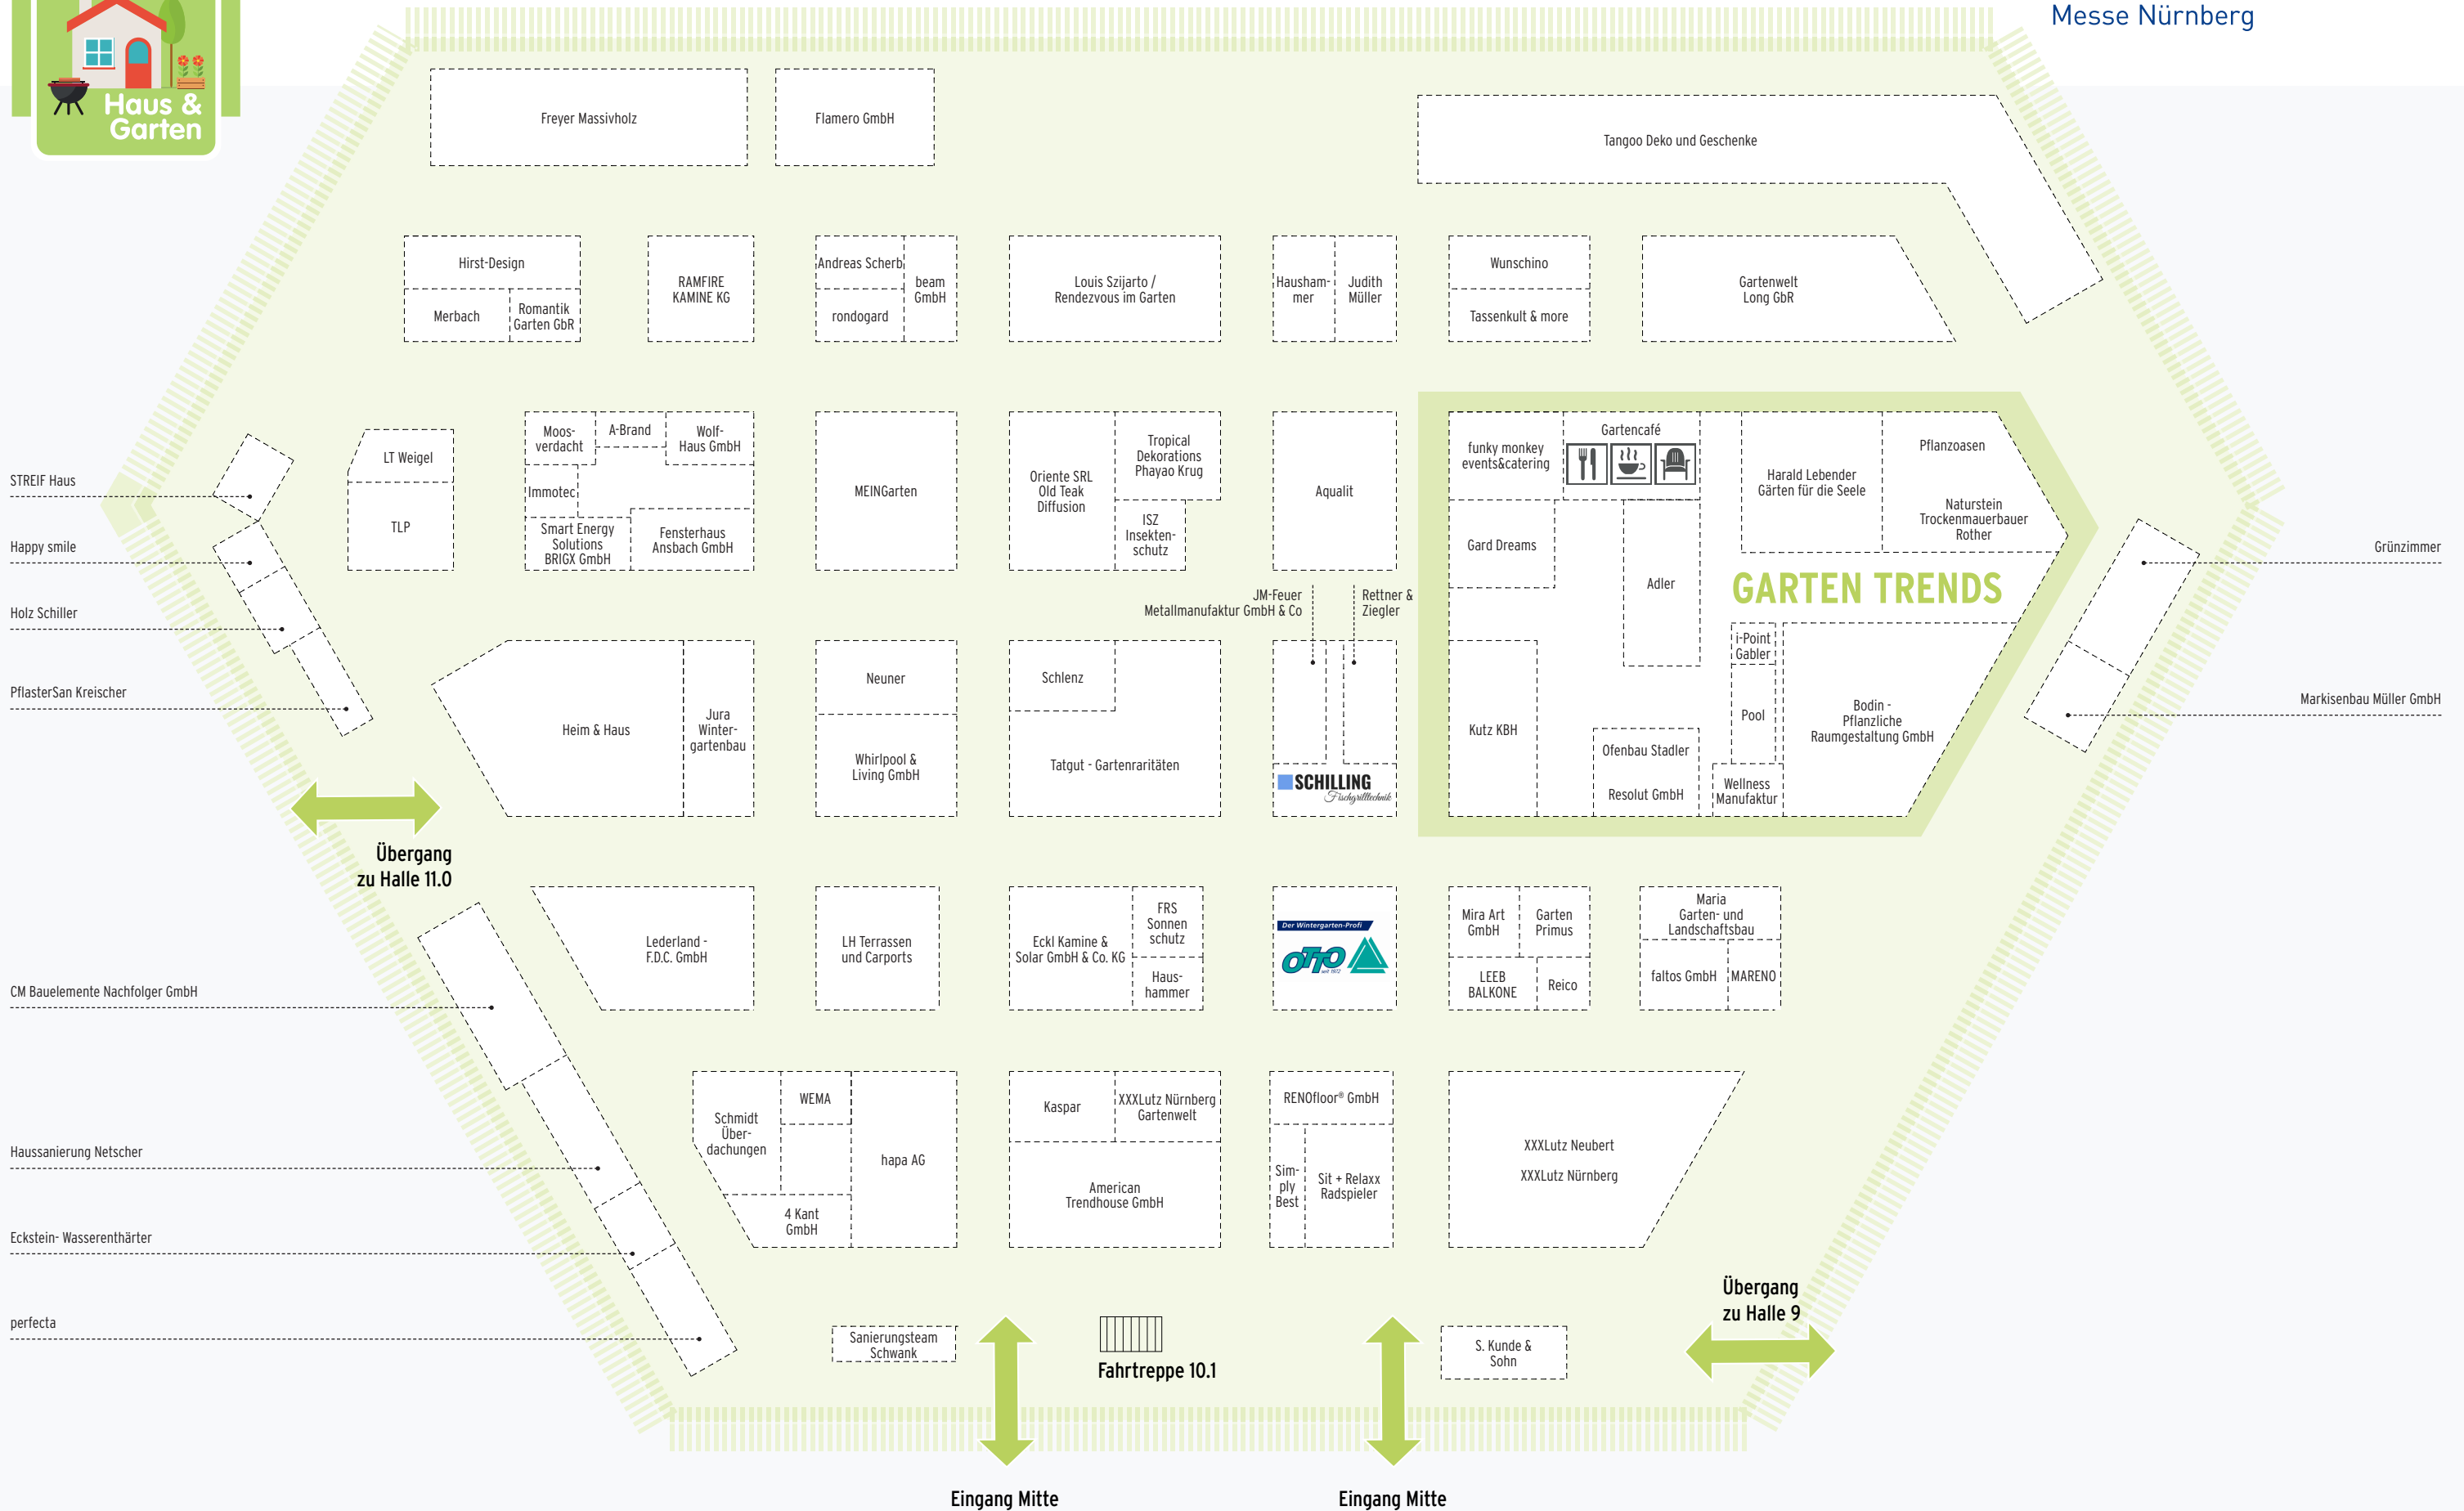 Messe Nürnberg
Haus &
Garten
Freyer Massivholz
Flamero GmbH
Tangoo Deko und Geschenke
Hirst-Design
Merbach
Romantik
Garten GbR
RAMFIRE
KAMINE KG
Andreas Scherb
rondogard
beam
GmbH
Louis Szijarto /
Rendezvous im Garten
Hausham-
mer
Judith
Müller
Wunschino
Tassenkult & more
Gartenwelt
Long GbR
STREIF Haus
Happy smile
Holz Schiller
PflasterSan Kreischer
LT Weigel
TLP
Moos-
verdacht
A-Brand
Wolf-
Haus GmbH
Immotec
Smart Energy
Solutions
BRIGX GmbH
Fensterhaus
Ansbach GmbH
MEINGarten
Oriente SRL
Old Teak
Diffusion
Tropical
Dekorations
Phayao Krug
ISZ
Insekten-
schutz
Aqualit
funky monkey
events&catering
Gartencafé
Harald Lebender
Gärten für die Seele
Pflanzoasen
Naturstein
Trockenmauerbauer
Rother
Gard Dreams
Adler
GARTEN TRENDS
Grünzimmer
Markisenbau Müller GmbH
JM-Feuer
Metallmanufaktur GmbH & Co
Rettner &
Ziegler
Heim & Haus
Jura
Winter-
gartenbau
Neuner
Whirlpool &
Living GmbH
Schlenz
Tatgut - Gartenraritäten
SCHILLING
Fischgrilltechnik
Kutz KBH
Ofenbau Stadler
Resolut GmbH
i-Point
Gabler
Pool
Wellness
Manufaktur
Bodin -
Pflanzliche
Raumgestaltung GmbH
Übergang
zu Halle 11.0
Lederland -
F.D.C. GmbH
LH Terrassen
und Carports
Eckl Kamine &
Solar GmbH & Co. KG
FRS
Sonnen
schutz
Haus-
hammer
Der Wintergarten-Profi
OTTO
seit 1972
Mira Art
GmbH
Garten
Primus
LEEB
BALKONE
Reico
Maria
Garten- und
Landschaftsbau
faltos GmbH
MARENO
CM Bauelemente Nachfolger GmbH
Haussanierung Netscher
Eckstein- Wasserenthärter
perfecta
Schmidt
Über-
dachungen
WEMA
4 Kant
GmbH
hapa AG
Kaspar
XXXLutz Nürnberg
Gartenwelt
American
Trendhouse GmbH
RENOfloor® GmbH
Sim-
ply
Best
Sit + Relaxx
Radspieler
XXXLutz Neubert
XXXLutz Nürnberg
Übergang
zu Halle 9
Sanierungsteam
Schwank
Fahrtreppe 10.1
S. Kunde &
Sohn
Eingang Mitte
Eingang Mitte